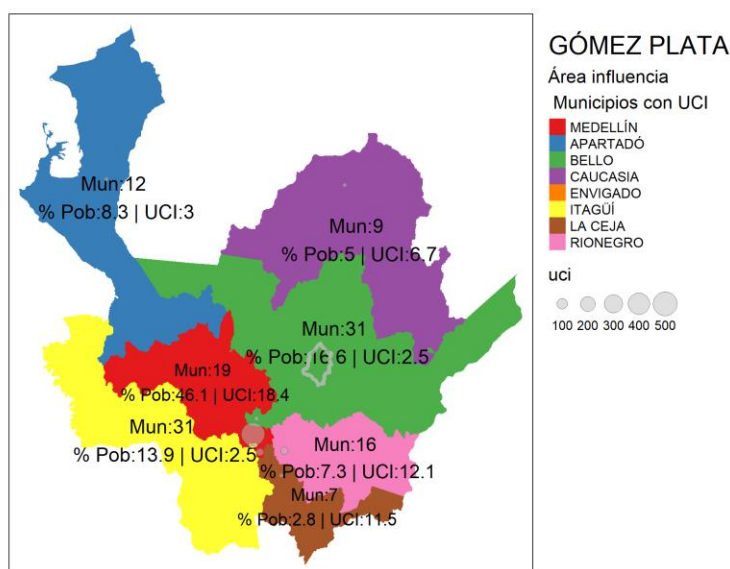 GÓMEZ PLATA
Área influencia
Municipios con UCI
MEDELLÍN
APARTADÓ
BELLO
CAUCASIA
ENVIGADO
ITAGÜÍ
LA CEJA
RIONEGRO
uci
100 200 300 400 500
Mun:12
% Pob:8.3 | UCI:3
Mun:9
% Pob:5 | UCI:6.7
Mun:31
% Pob:16.6 | UCI:2.5
Mun:19
% Pob:46.1 | UCI:18.4
Mun:31
% Pob:13.9 | UCI:2.5
Mun:16
% Pob:7.3 | UCI:12.1
Mun:7
% Pob:2.8 | UCI:11.5